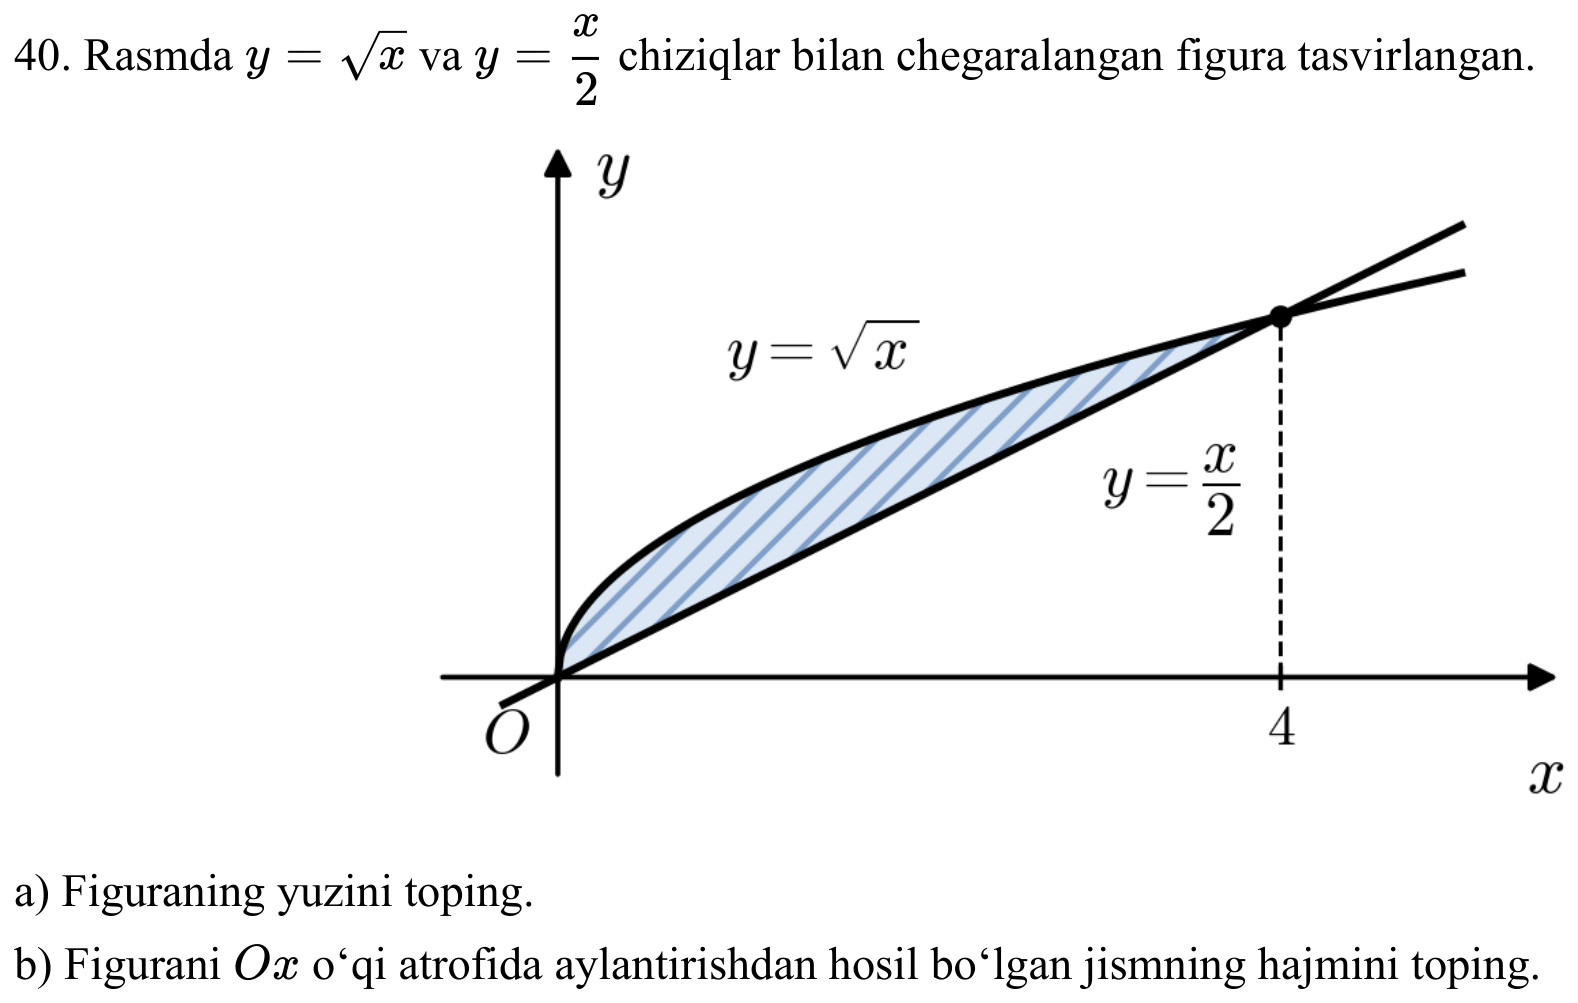 40. Rasmda y = √x va y = x/2 chiziqlar bilan chegaralangan figura tasvirlangan.
y
y = √x
y = x/2
O
4
x
a) Figuraning yuzini toping.
b) Figurani Ox o‘qi atrofida aylantirishdan hosil bo‘lgan jismning hajmini toping.